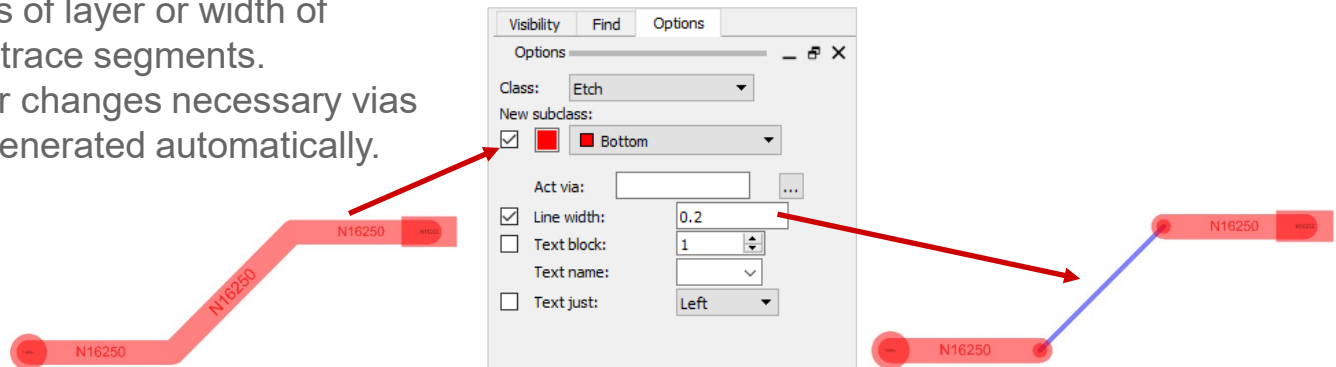 s of layer or width of
trace segments.
r changes necessary vias
enerated automatically.
Visibility Find Options
Options
Class: Etch
New subclass:
Bottom
Act via: ...
Line width: 0.2
Text block: 1
Text name:
Text just: Left
N16250
N16250
N16250
N16250
N16250